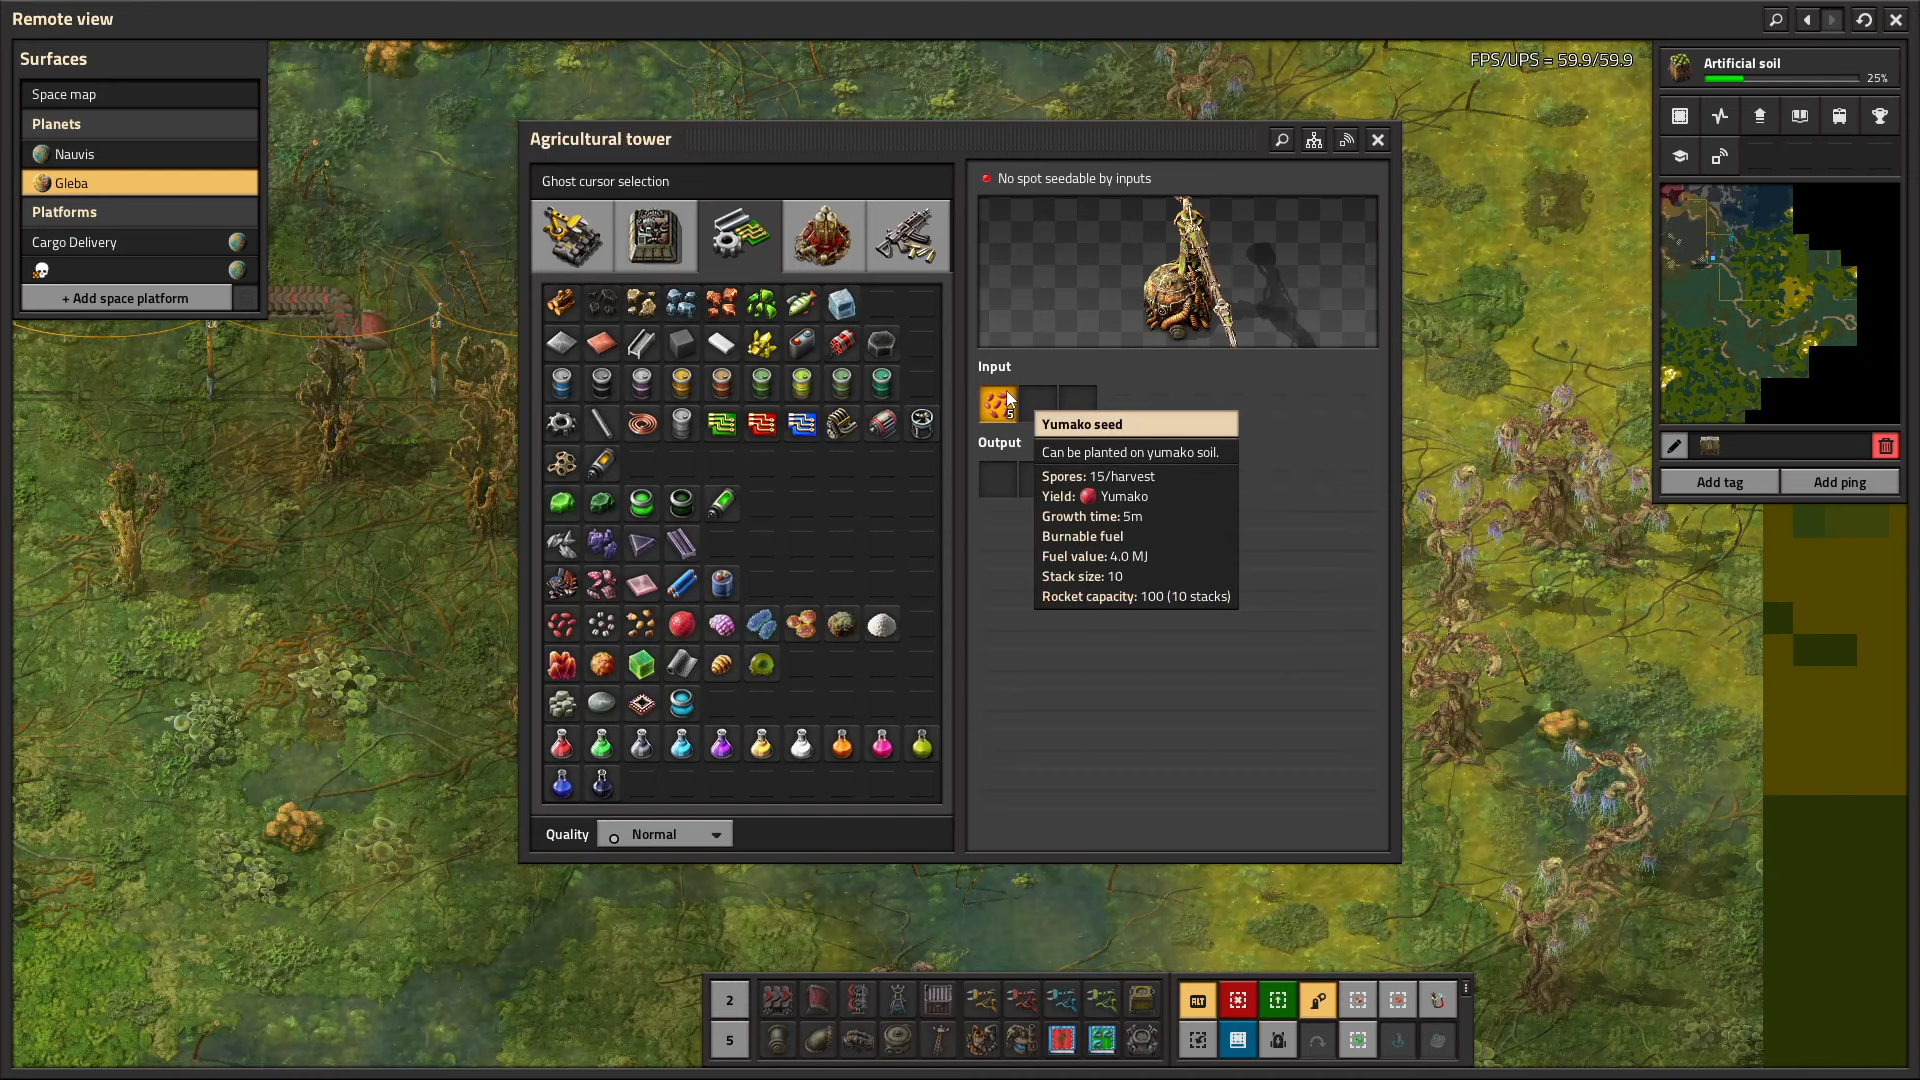 Remote view
Surfaces
Space map
Planets
Nauvis
Gleba
Platforms
Cargo Delivery
+ Add space platform
FPS/UPS = 59.9/59.9
Artificial soil
25%
Add tag
Add ping
Agricultural tower
Ghost cursor selection
Quality
Normal
No spot seedable by inputs
Input
5
Output
Yumako seed
Can be planted on yumako soil.
Spores: 15/harvest
Yield: Yumako
Growth time: 5m
Burnable fuel
Fuel value: 4.0 MJ
Stack size: 10
Rocket capacity: 100 (10 stacks)
2
5
ALT